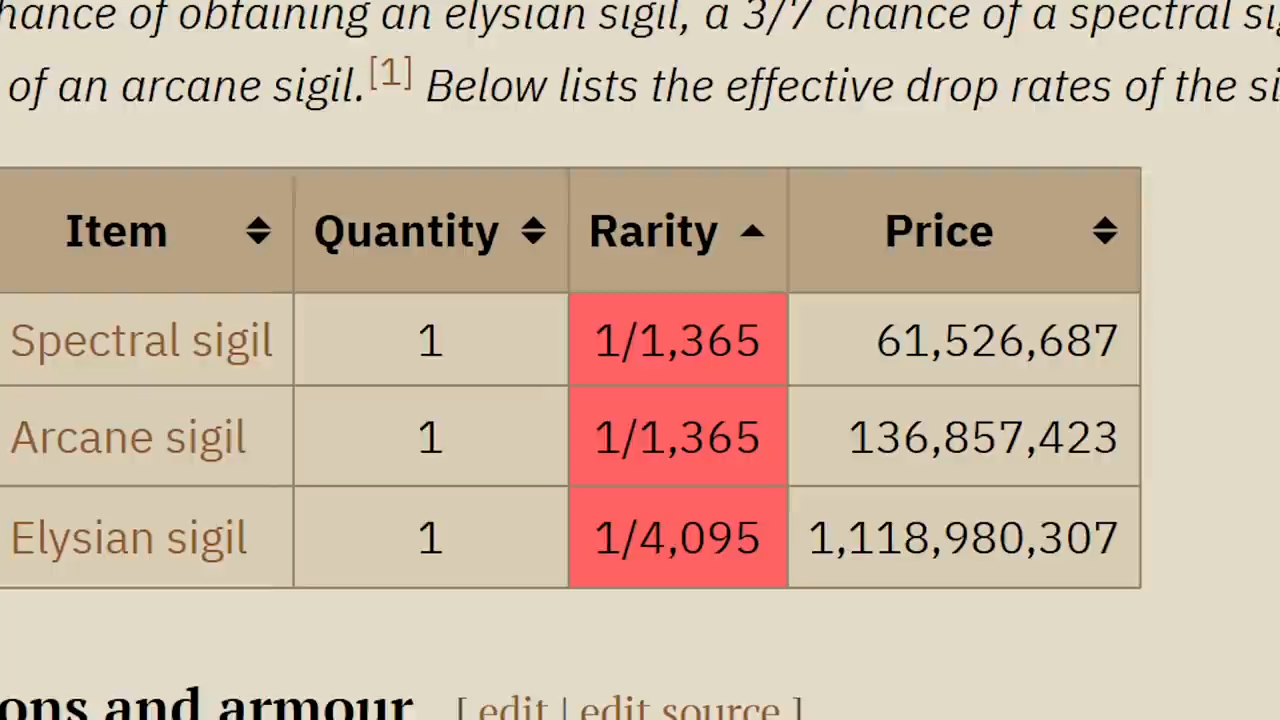 hance of obtaining an elysian sigil, a 3/7 chance of a spectral sig
of an arcane sigil.[1] Below lists the effective drop rates of the si
Item Quantity Rarity Price
Spectral sigil 1 1/1,365 61,526,687
Arcane sigil 1 1/1,365 136,857,423
Elysian sigil 1 1/4,095 1,118,980,307
ons and armour [ edit | edit source ]